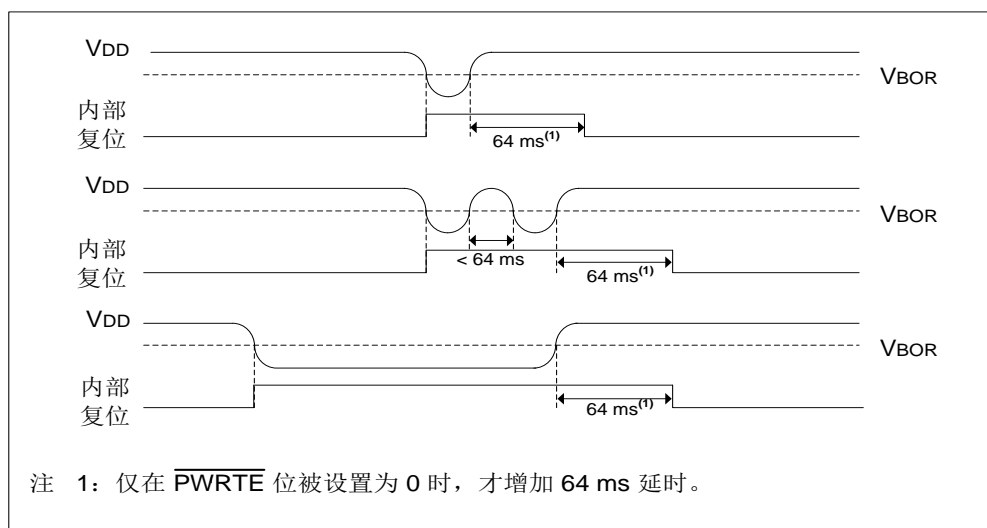 VDD
VBOR
内部
复位
64 ms(1)
VDD
VBOR
内部
复位
< 64 ms
64 ms(1)
VDD
VBOR
内部
复位
64 ms(1)
注 1：仅在 PWRTE 位被设置为 0 时，才增加 64 ms 延时。